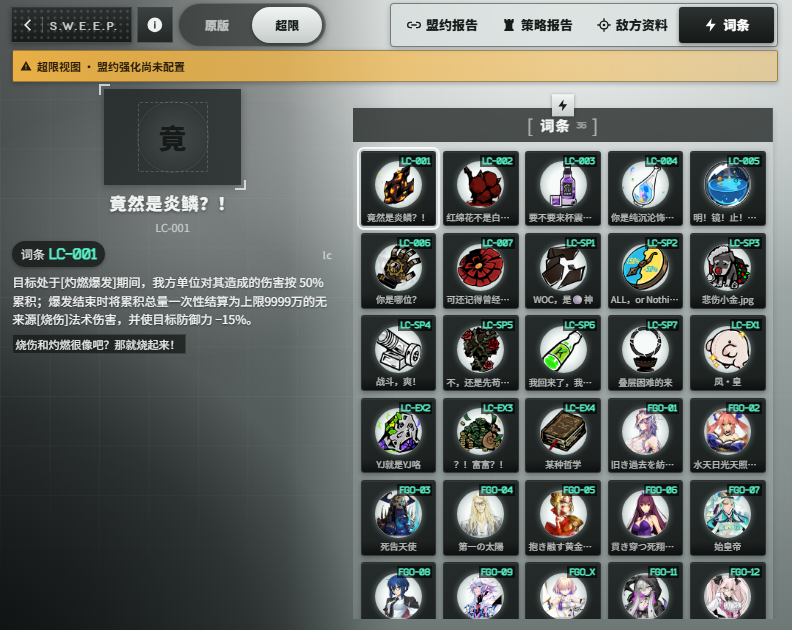 S.W.E.E.P.
原版
超限
盟约报告
策略报告
敌方资料
词条
超限视图 · 盟约强化尚未配置
竟
竟然是炎鳞？！
LC-001
词条 LC-001
lc
目标处于[灼燃爆发]期间，我方单位对其造成的伤害按 50%
累积；爆发结束时将累积总量一次性结算为上限9999万的无
来源[烧伤]法术伤害，并使目标防御力 −15%。
烧伤和灼燃很像吧？那就烧起来！
[ 词条 36 ]
LC-001
竟然是炎鳞？！
LC-002
红绵花不是白…
LC-003
要不要来杯震…
LC-004
你是纯沉沦饰…
LC-005
明！镜！止！…
LC-006
你是哪位？
LC-007
可还记得曾经…
LC-SP1
WOC，是 神
LC-SP2
ALL，or Nothi…
LC-SP3
悲伤小金.jpg
LC-SP4
战斗，爽！
LC-SP5
不，还是先苟…
LC-SP6
我回来了，我…
LC-SP7
叠层困难的来
LC-EX1
凤·皇
LC-EX2
YJ就是YJ咯
LC-EX3
？！富富？！
LC-EX4
某种哲学
FGO-01
旧き過去を紡…
FGO-02
水天日光天照…
FGO-03
死告天使
FGO-04
第一の太陽
FGO-05
抱き融す黄金…
FGO-06
貫き穿つ死翔…
FGO-07
始皇帝
FGO-08
FGO-09
FGO_X
FGO-11
FGO-12